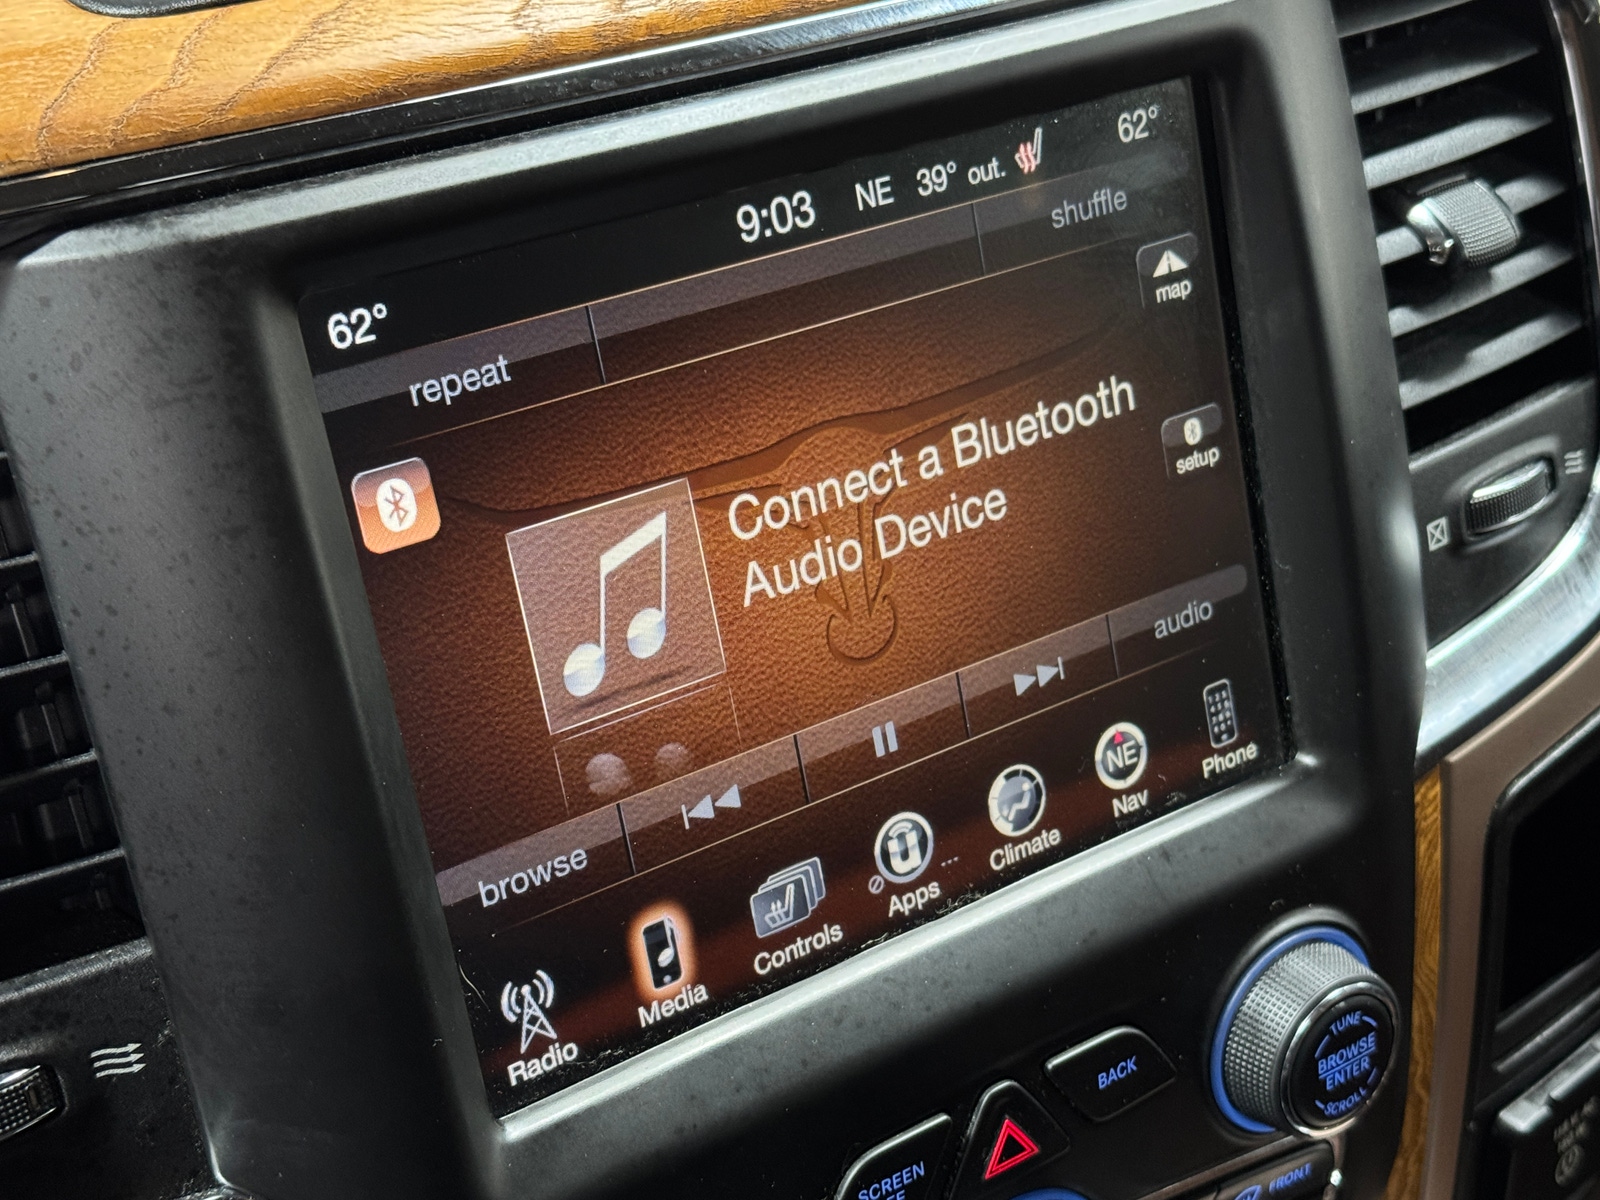 9:03 NE 39° out. 62°
62°
repeat
shuffle
map
Connect a Bluetooth
Audio Device
setup
audio
browse
Radio
Media
Controls
Apps ...
Climate
NE
Nav
Phone
TUNE
BROWSE
ENTER
SCROLL
BACK
SCREEN
FRONT